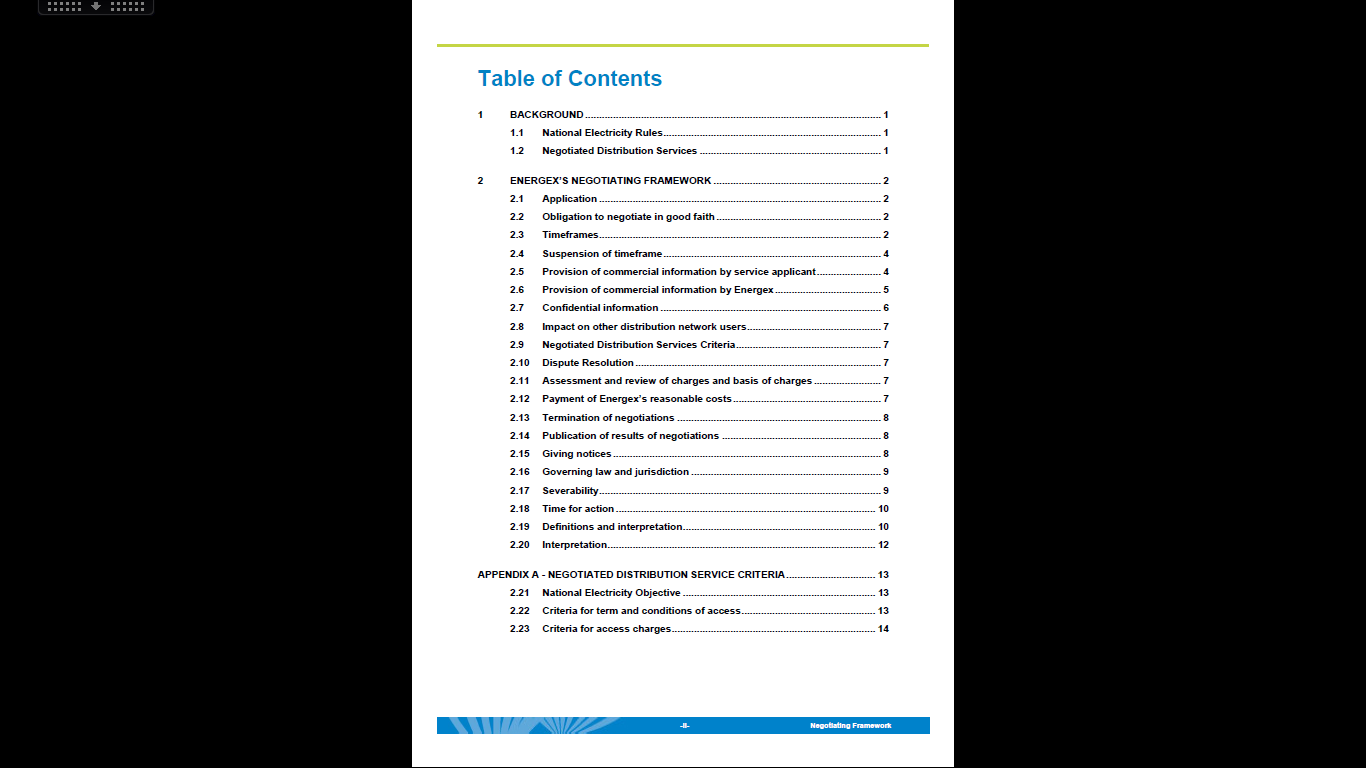 Table of Contents
1 BACKGROUND ........ 1
1.1 National Electricity Rules ........ 1
1.2 Negotiated Distribution Services ........ 1
2 ENERGEX’S NEGOTIATING FRAMEWORK ........ 2
2.1 Application ........ 2
2.2 Obligation to negotiate in good faith ........ 2
2.3 Timeframes ........ 2
2.4 Suspension of timeframe ........ 4
2.5 Provision of commercial information by service applicant ........ 4
2.6 Provision of commercial information by Energex ........ 5
2.7 Confidential information ........ 6
2.8 Impact on other distribution network users ........ 7
2.9 Negotiated Distribution Services Criteria ........ 7
2.10 Dispute Resolution ........ 7
2.11 Assessment and review of charges and basis of charges ........ 7
2.12 Payment of Energex’s reasonable costs ........ 7
2.13 Termination of negotiations ........ 8
2.14 Publication of results of negotiations ........ 8
2.15 Giving notices ........ 8
2.16 Governing law and jurisdiction ........ 9
2.17 Severability ........ 9
2.18 Time for action ........ 10
2.19 Definitions and interpretation ........ 10
2.20 Interpretation ........ 12
APPENDIX A - NEGOTIATED DISTRIBUTION SERVICE CRITERIA ........ 13
2.21 National Electricity Objective ........ 13
2.22 Criteria for term and conditions of access ........ 13
2.23 Criteria for access charges ........ 14
-ii- Negotiating Framework